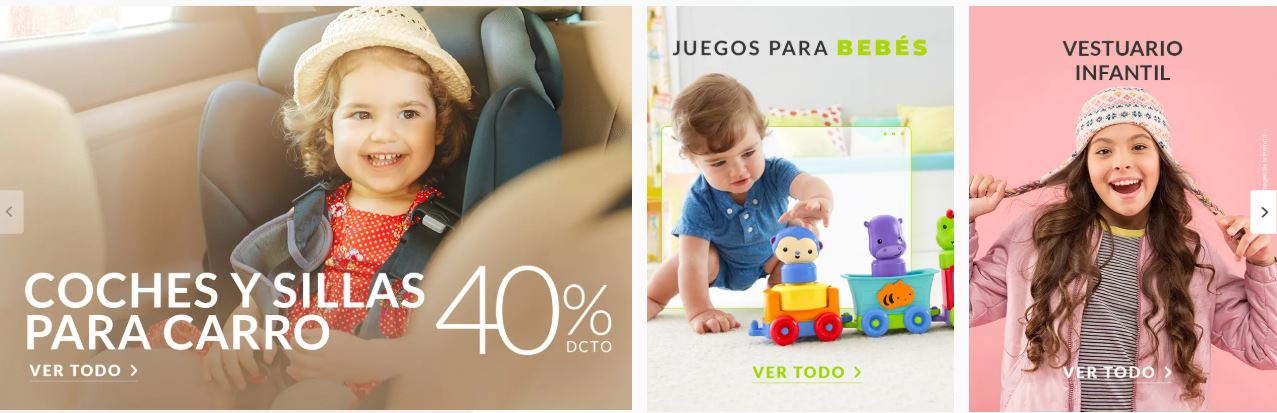 COCHES Y SILLAS
PARA CARRO
40%
DCTO
VER TODO
JUEGOS PARA BEBÉS
VER TODO
VESTUARIO
INFANTIL
VER TODO